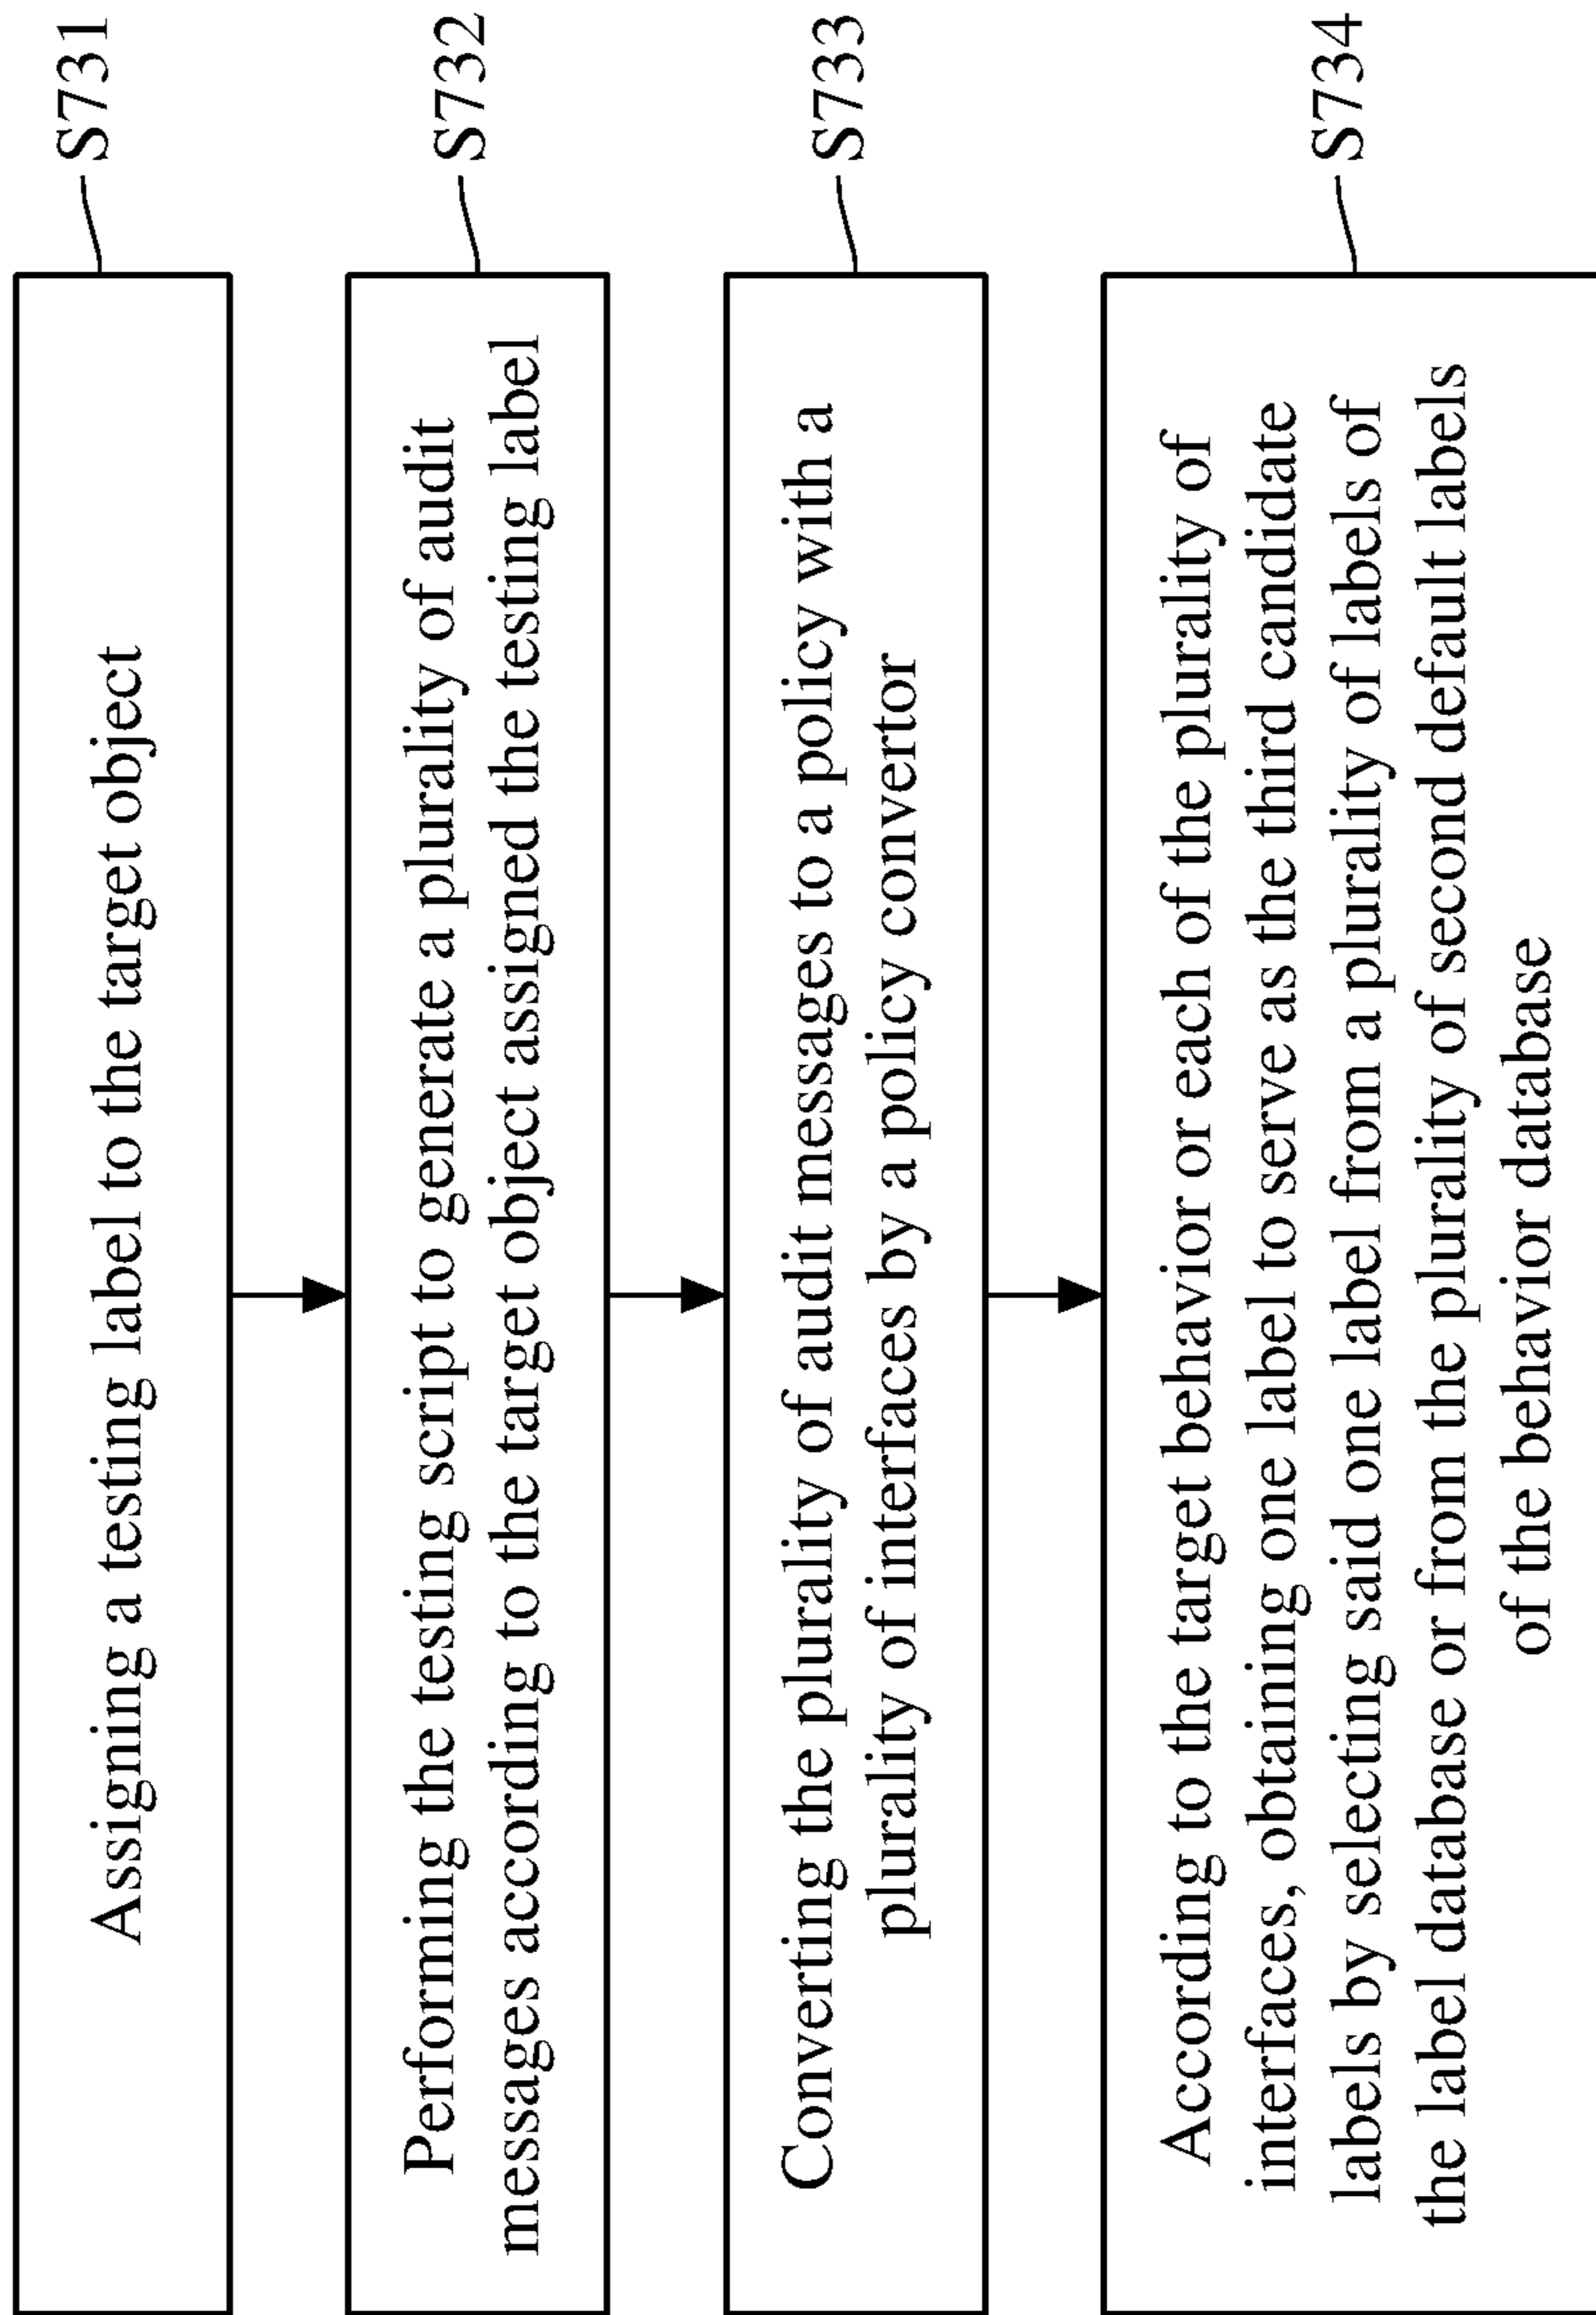 S731
Assigning a testing label to the target object
S732
Performing the testing script to generate a plurality of audit
messages according to the target object assigned the testing label
S733
Converting the plurality of audit messages to a policy with a
plurality of interfaces by a policy convertor
S734
According to the target behavior or each of the plurality of
interfaces, obtaining one label to serve as the third candidate
labels by selecting said one label from a plurality of labels of
the label database or from the plurality of second default labels
of the behavior database